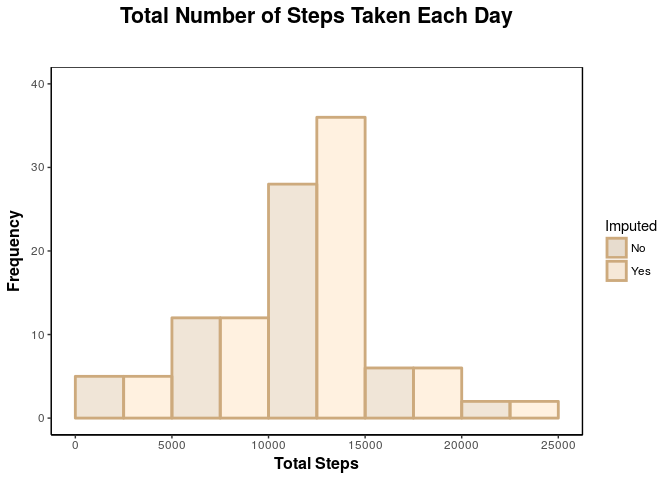 Total Number of Steps Taken Each Day
40
30
20
10
0
Frequency
0 5000 10000 15000 20000 25000
Total Steps
Imputed
No
Yes